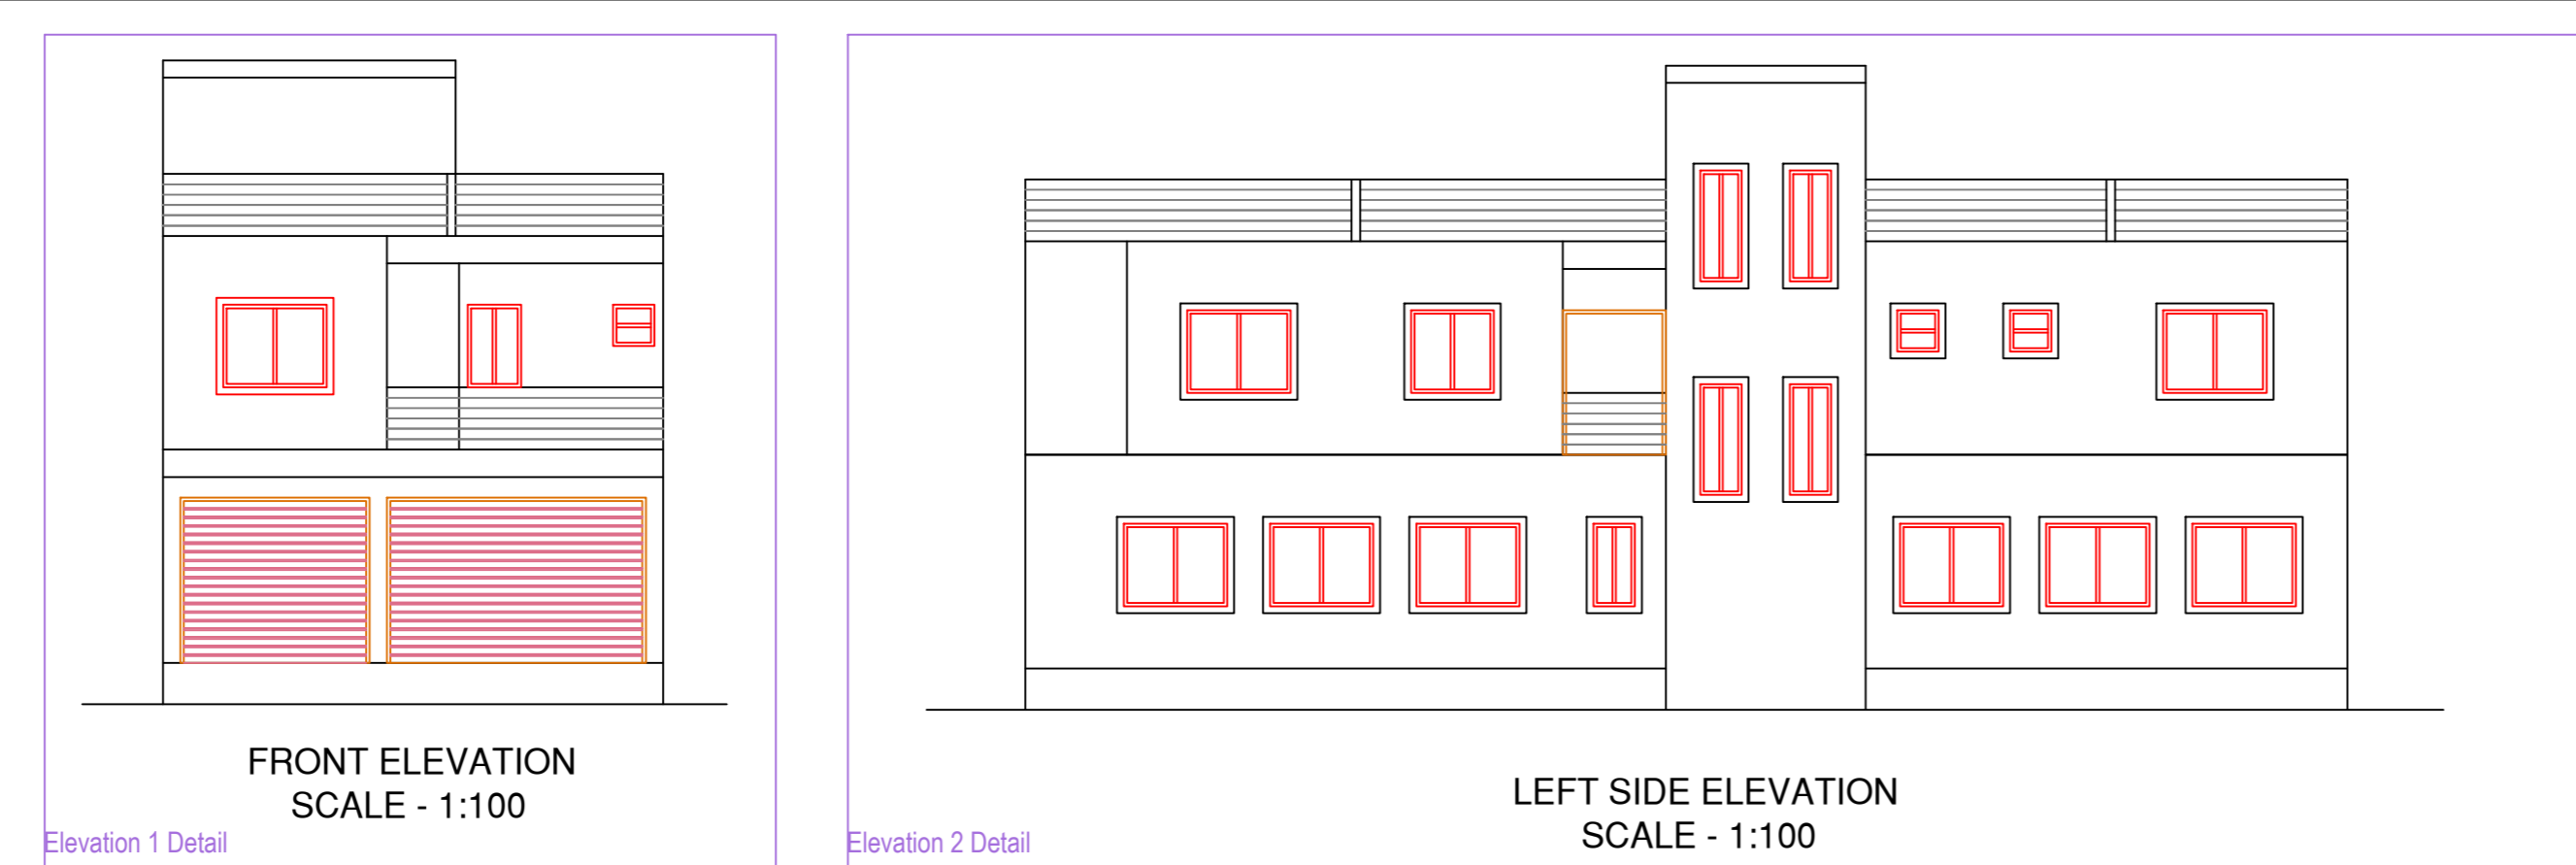 FRONT ELEVATION
SCALE - 1:100
Elevation 1 Detail
LEFT SIDE ELEVATION
SCALE - 1:100
Elevation 2 Detail